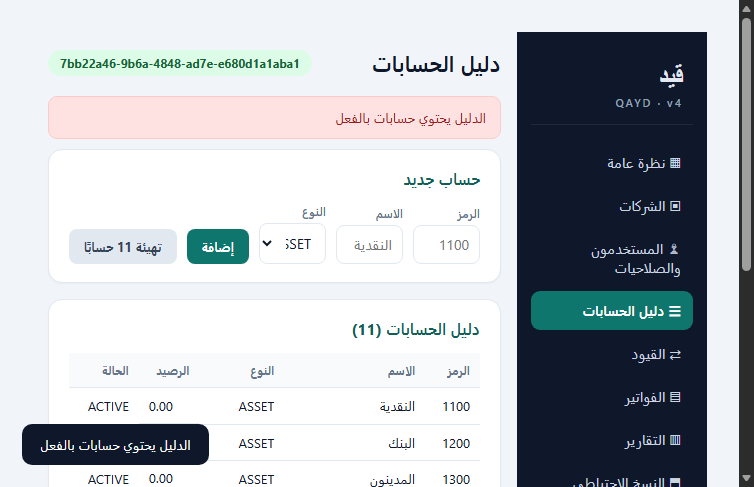 قيد
QAYD · v4
نظرة عامة
الشركات
المستخدمون والصلاحيات
دليل الحسابات
القيود
الفواتير
التقارير
النسخ الاحتياطي
دليل الحسابات
7bb22a46-9b6a-4848-ad7e-e680d1a1aba1
الدليل يحتوي حسابات بالفعل
حساب جديد
الرمز الاسم النوع
1100 النقدية SSET إضافة تهيئة 11 حسابًا
دليل الحسابات (11)
الرمز الاسم النوع الرصيد الحالة
1100 النقدية ASSET 0.00 ACTIVE
1200 البنك ASSET
1300 المدينون ASSET 0.00 ACTIVE
الدليل يحتوي حسابات بالفعل